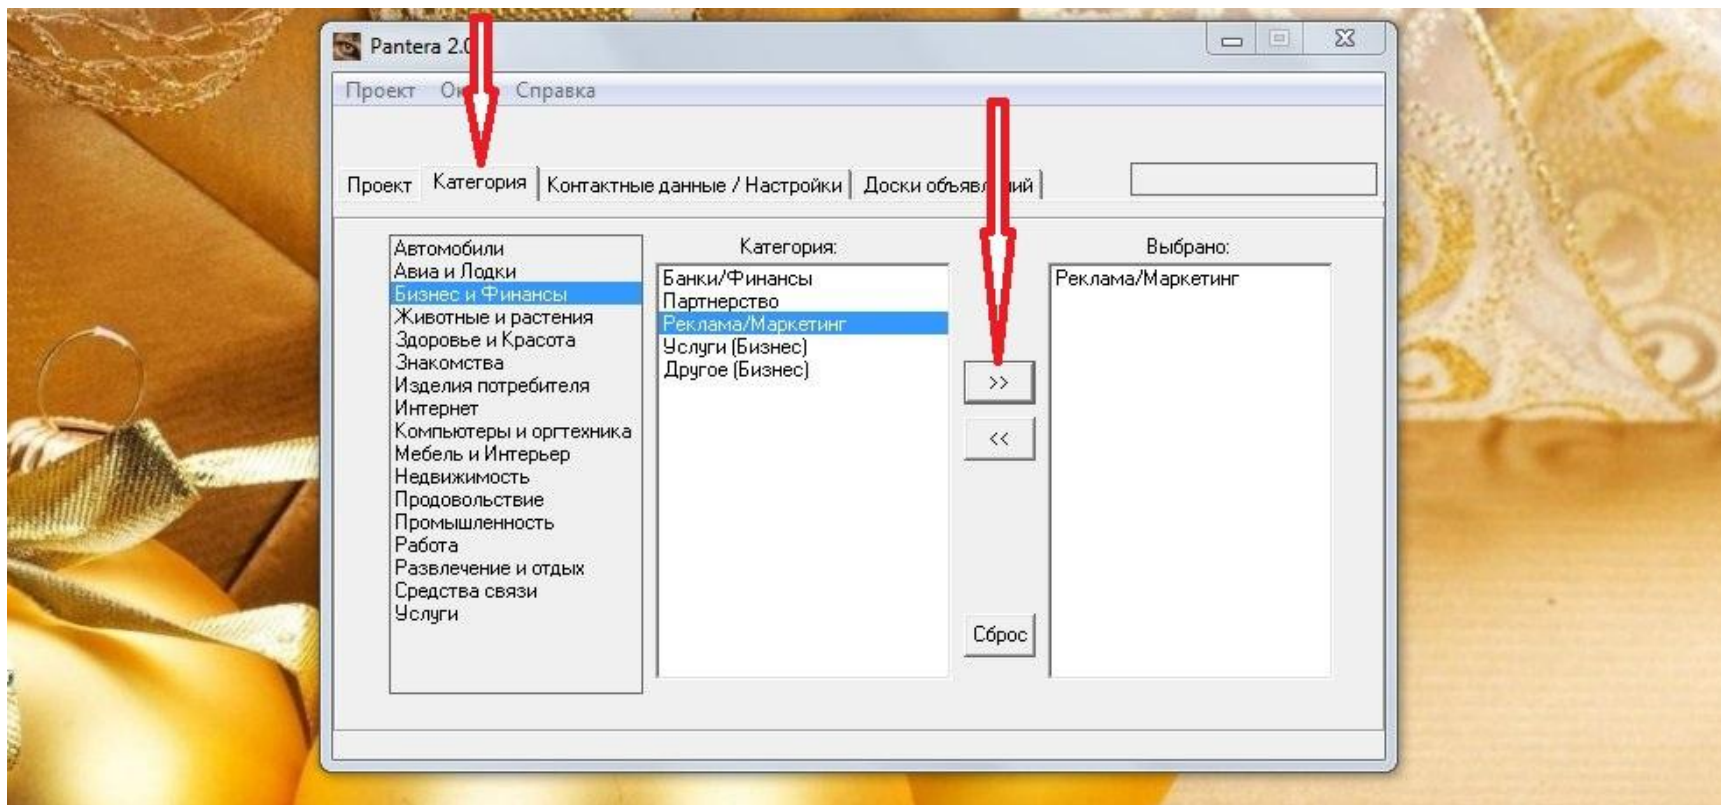 Pantera 2.0
Проект Справка
Проект Категория Контактные данные / Настройки Доски
Автомобили
Авиа и Лодки
Бизнес и Финансы
Животные и растения
Здоровье и Красота
Знакомства
Изделия потребителя
Интернет
Компьютеры и оргтехника
Мебель и Интерьер
Недвижимость
Продовольствие
Промышленность
Работа
Развлечение и отдых
Средства связи
Услуги
Категория:
Банки/Финансы
Партнерство
Реклама/Маркетинг
Услуги (Бизнес)
Другое (Бизнес)
>>
<<
Сброс
Выбрано:
Реклама/Маркетинг